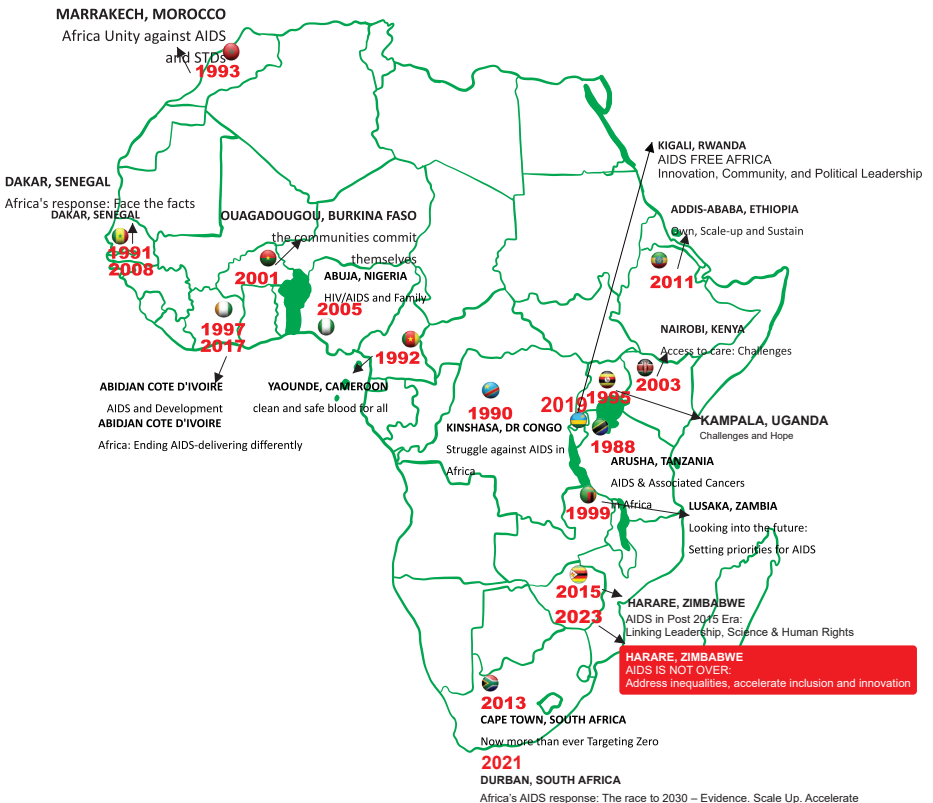 MARRAKECH, MOROCCO
Africa Unity against AIDS
and STDs
1993
KIGALI, RWANDA
AIDS FREE AFRICA
Innovation, Community, and Political Leadership
DAKAR, SENEGAL
Africa's response: Face the facts
DAKAR, SENEGAL
1991
2008
OUAGADOUGOU, BURKINA FASO
the communities commit
themselves
2001
ADDIS-ABABA, ETHIOPIA
Own, Scale-up and Sustain
2011
ABUJA, NIGERIA
HIV/AIDS and Family
2005
1997
2017
1992
NAIROBI, KENYA
Access to care: Challenges
2003
ABIDJAN COTE D'IVOIRE
AIDS and Development
ABIDJAN COTE D'IVOIRE
Africa: Ending AIDS-delivering differently
YAOUNDE, CAMEROON
clean and safe blood for all
1990
KINSHASA, DR CONGO
Struggle against AIDS in
Africa
2019
1995
KAMPALA, UGANDA
Challenges and Hope
1988
ARUSHA, TANZANIA
AIDS & Associated Cancers
in Africa
1999
LUSAKA, ZAMBIA
Looking into the future:
Setting priorities for AIDS
2015
2023
HARARE, ZIMBABWE
AIDS in Post 2015 Era:
Linking Leadership, Science & Human Rights
HARARE, ZIMBABWE
AIDS IS NOT OVER:
Address inequalities, accelerate inclusion and innovation
2013
CAPE TOWN, SOUTH AFRICA
Now more than ever Targeting Zero
2021
DURBAN, SOUTH AFRICA
Africa's AIDS response: The race to 2030 – Evidence, Scale Up, Accelerate